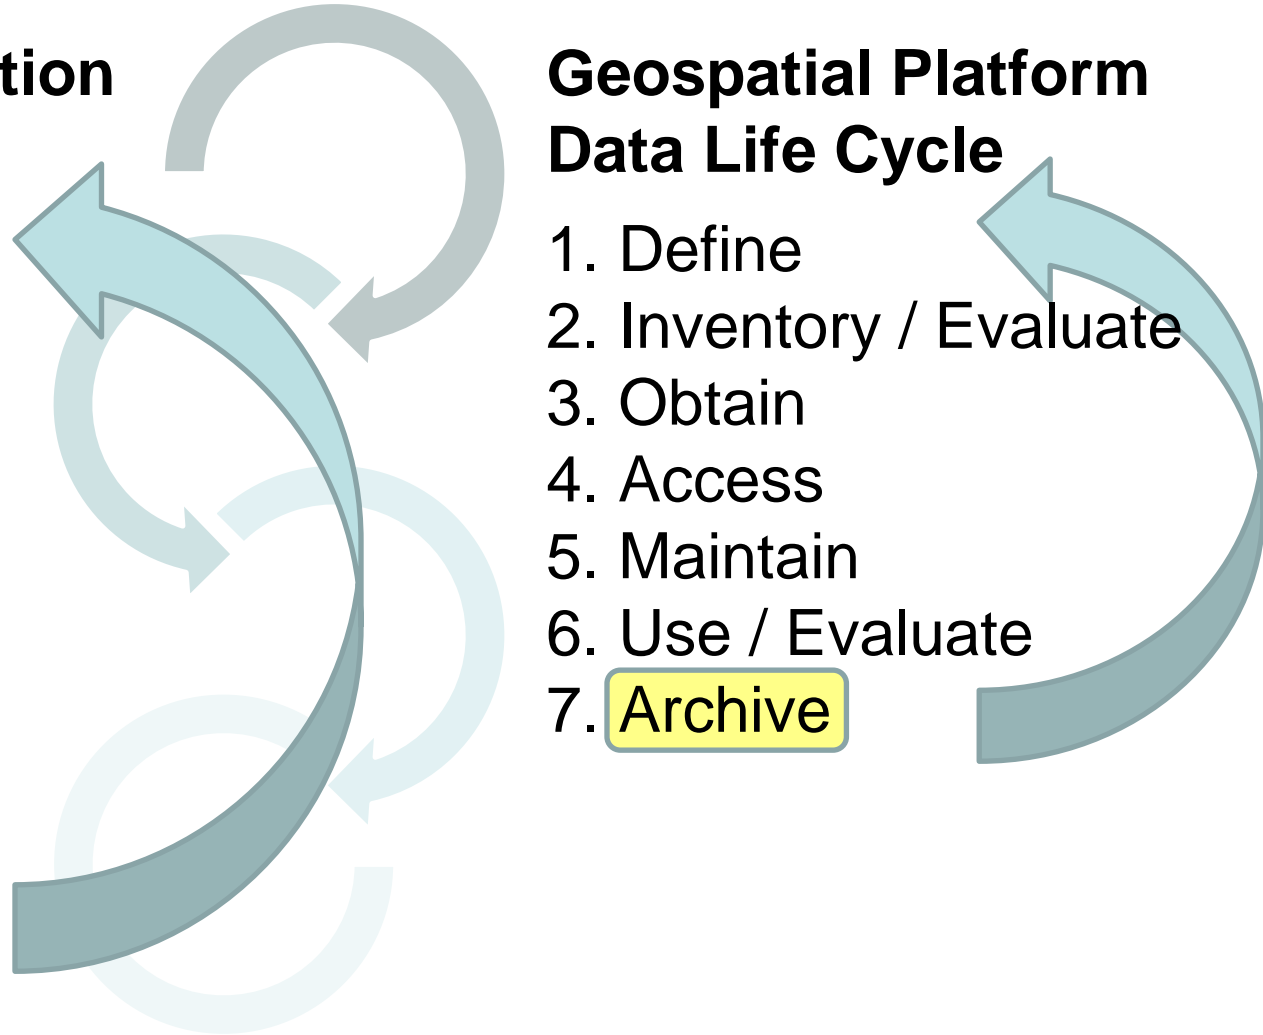 tion
Geospatial Platform
Data Life Cycle
1. Define
2. Inventory / Evaluate
3. Obtain
4. Access
5. Maintain
6. Use / Evaluate
7. Archive